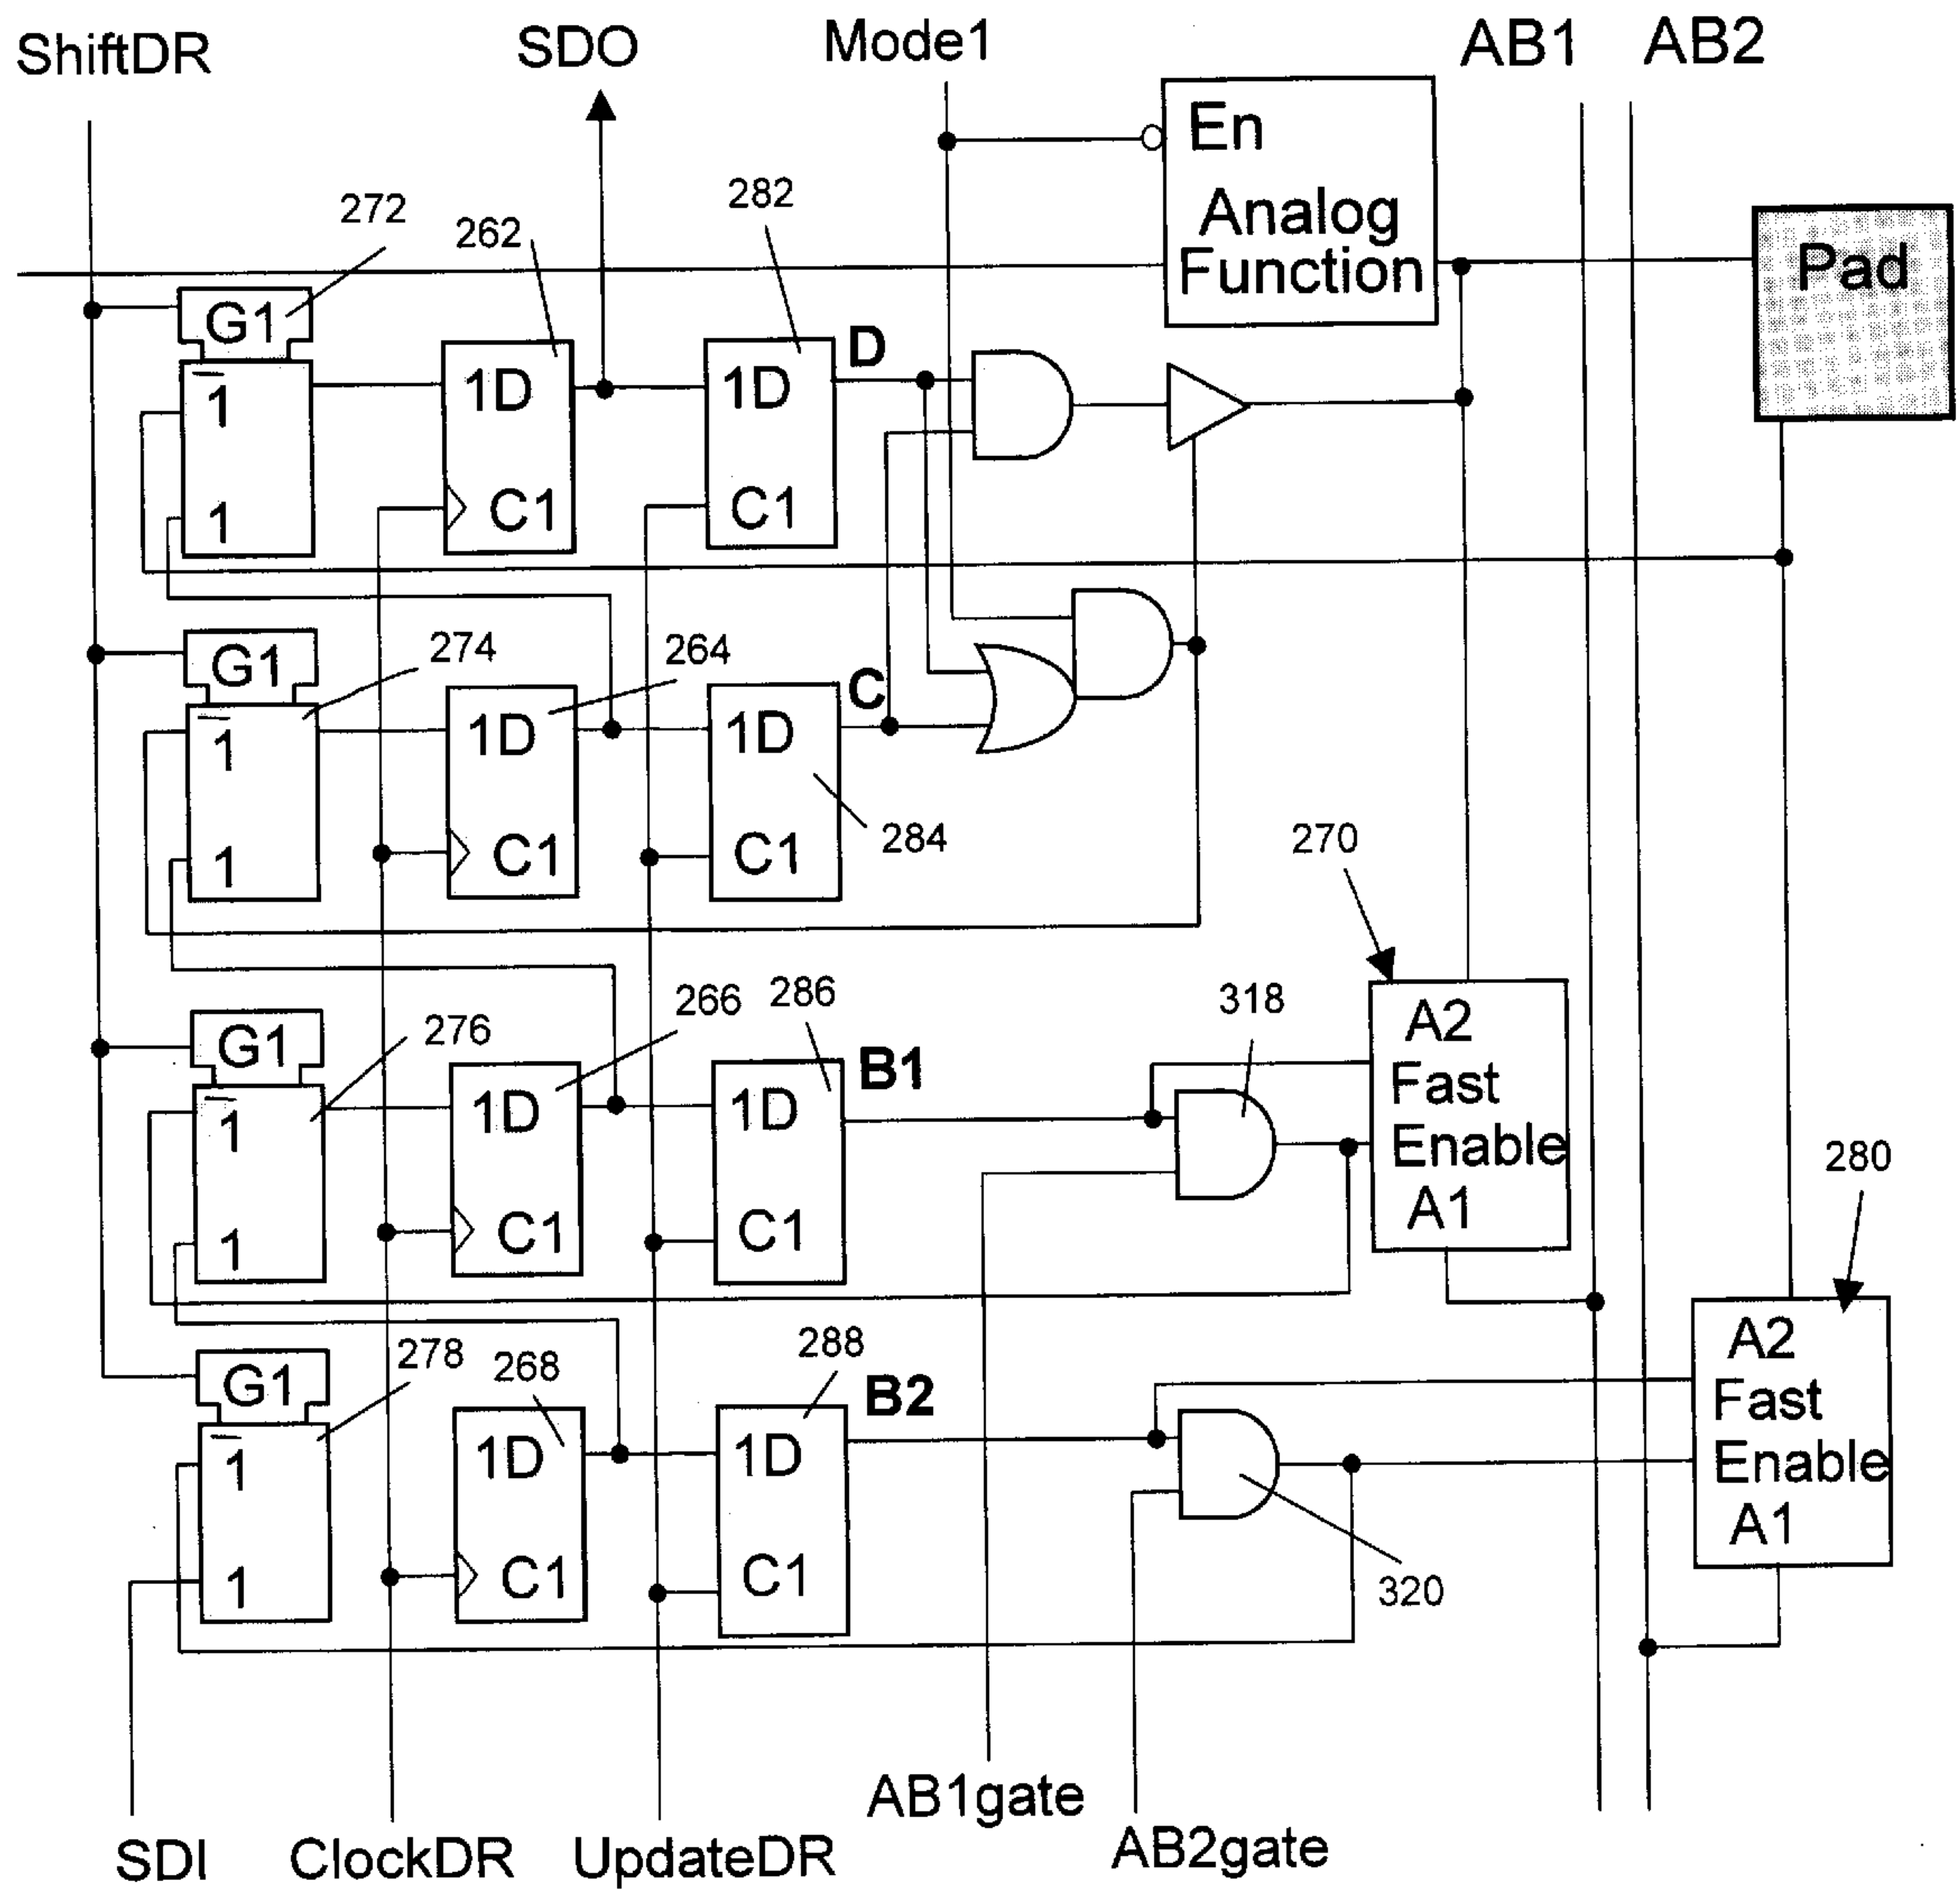 ShiftDR
SDO
Mode1
AB1
AB2
En
Analog
Function
Pad
272
262
282
G1
1
1
1D
C1
1D
C1
D
G1
274
264
1
1
1D
C1
1D
C1
C
284
270
G1
276
266
286
318
1
1
1D
C1
1D
C1
B1
A2
Fast
Enable
A1
280
G1
278
268
288
1
1
1D
C1
1D
C1
B2
320
A2
Fast
Enable
A1
AB1gate
AB2gate
SDI
ClockDR
UpdateDR